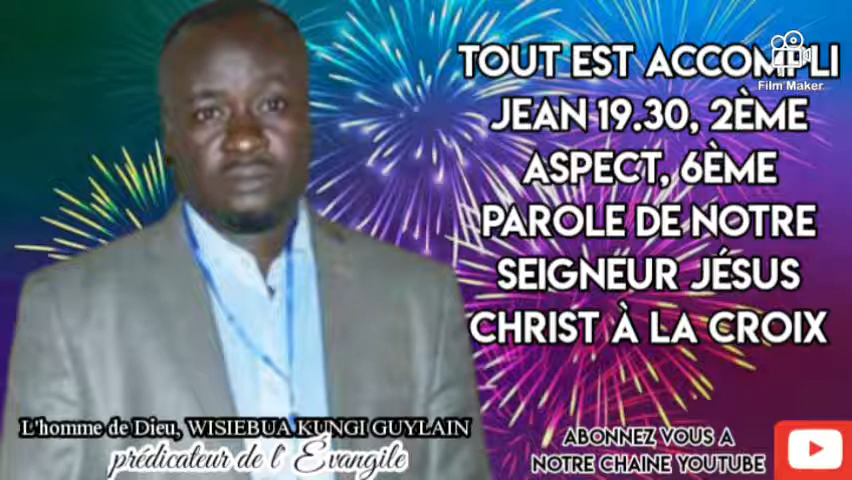 TOUT EST ACCOMPLI
Film Maker
JEAN 19.30, 2ÈME
ASPECT, 6ÈME
PAROLE DE NOTRE
SEIGNEUR JÉSUS
CHRIST À LA CROIX
L'homme de Dieu, WISIEBUA KUNGI GUYLAIN
prédicateur de l' Évangile
ABONNEZ VOUS A
NOTRE CHAINE YOUTUBE